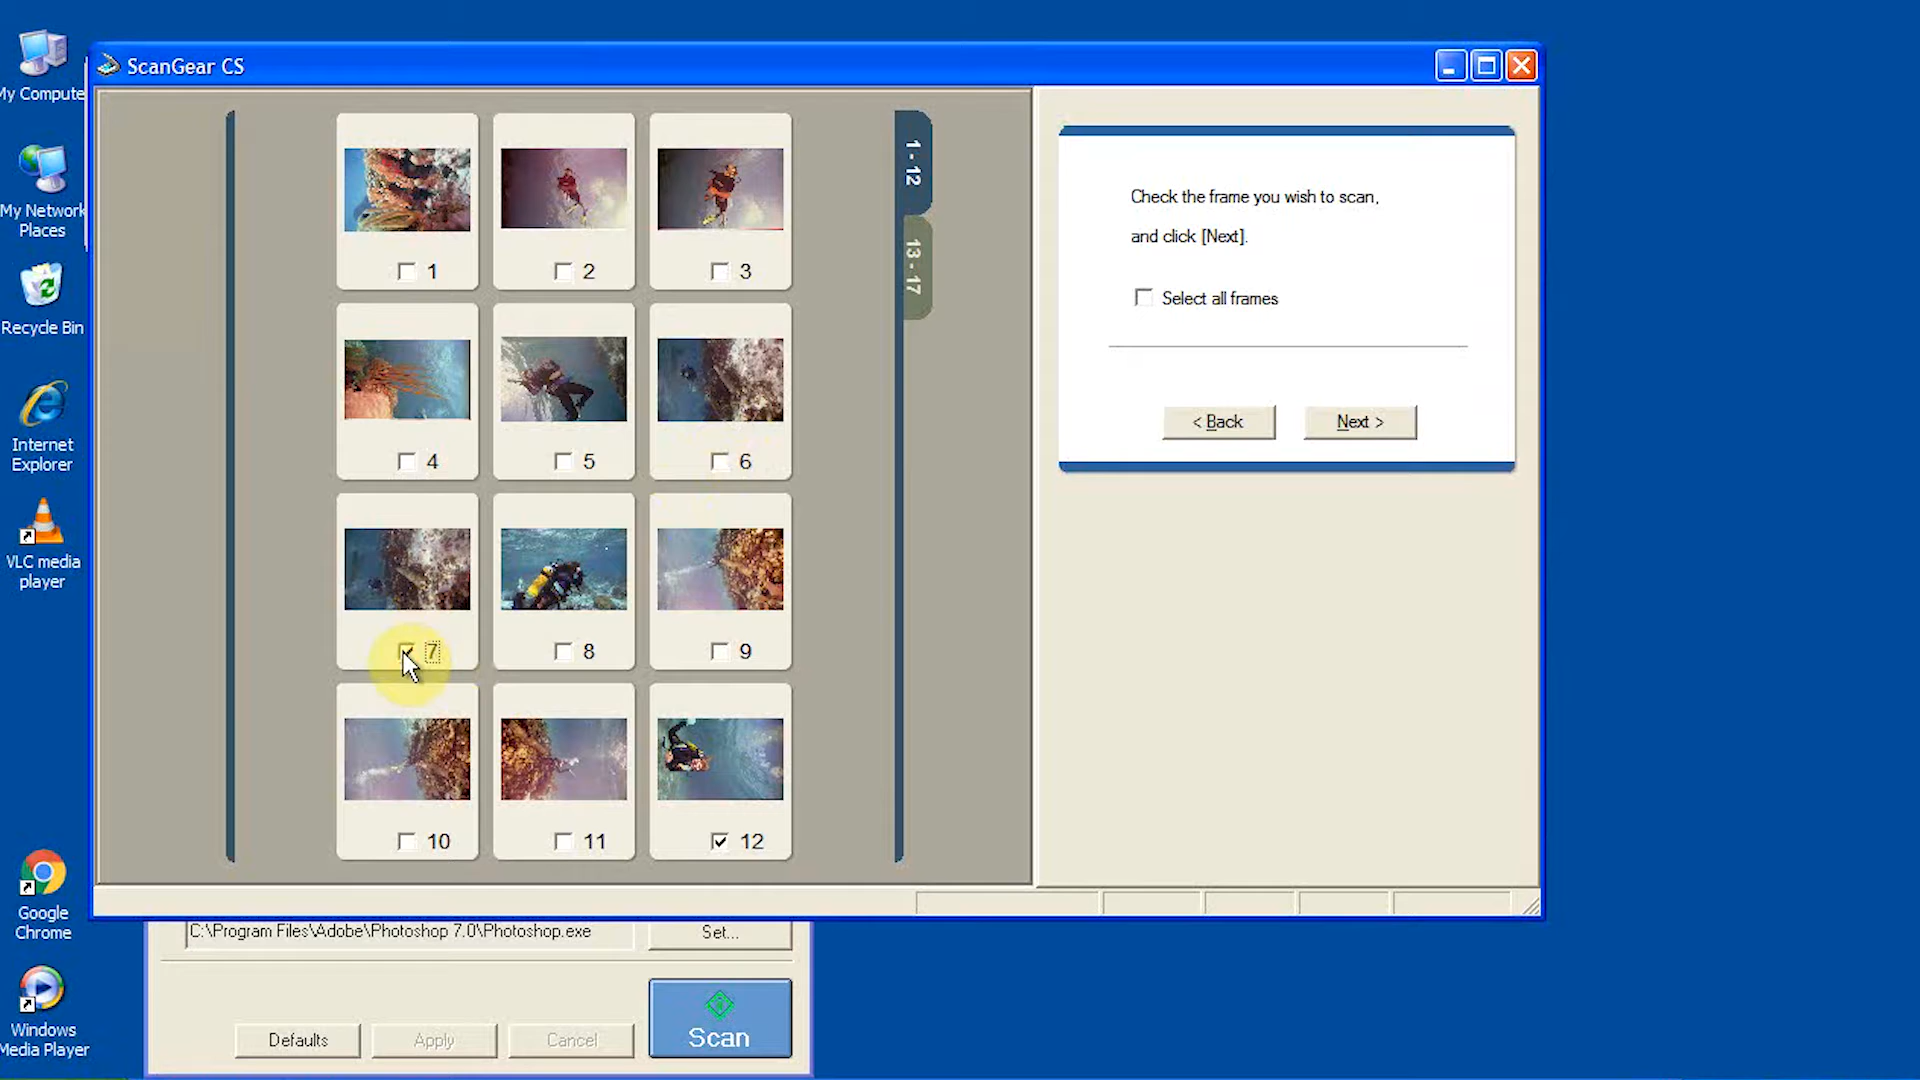 My Compute
My Network
Places
Recycle Bin
Internet
Explorer
VLC media
player
Google
Chrome
Windows
Media Player
ScanGear CS
1
2
3
4
5
6
7
8
9
10
11
12
1 - 12
13 - 17
Check the frame you wish to scan,
and click [Next].
Select all frames
< Back
Next >
C:\Program Files\Adobe\Photoshop 7.0\Photoshop.exe
Set...
Defaults
Apply
Cancel
Scan